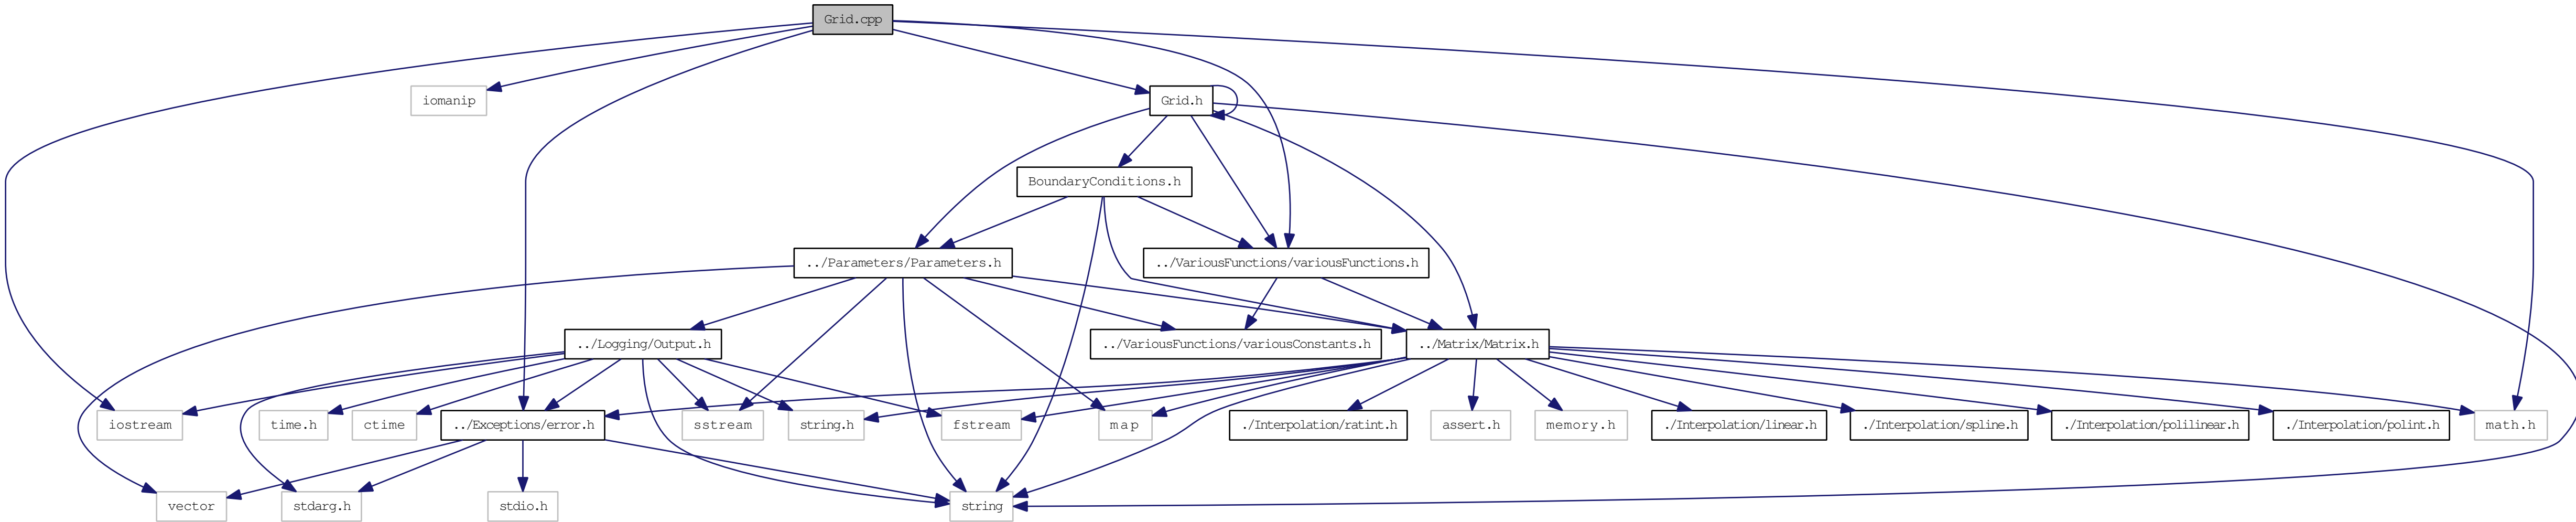 Grid.cpp
iomanip
Grid.h
BoundaryConditions.h
../Parameters/Parameters.h
../VariousFunctions/variousFunctions.h
../Logging/Output.h
../VariousFunctions/variousConstants.h
../Matrix/Matrix.h
iostream
time.h
ctime
../Exceptions/error.h
sstream
string.h
fstream
map
./Interpolation/ratint.h
assert.h
memory.h
./Interpolation/linear.h
./Interpolation/spline.h
./Interpolation/polilinear.h
./Interpolation/polint.h
math.h
vector
stdarg.h
stdio.h
string